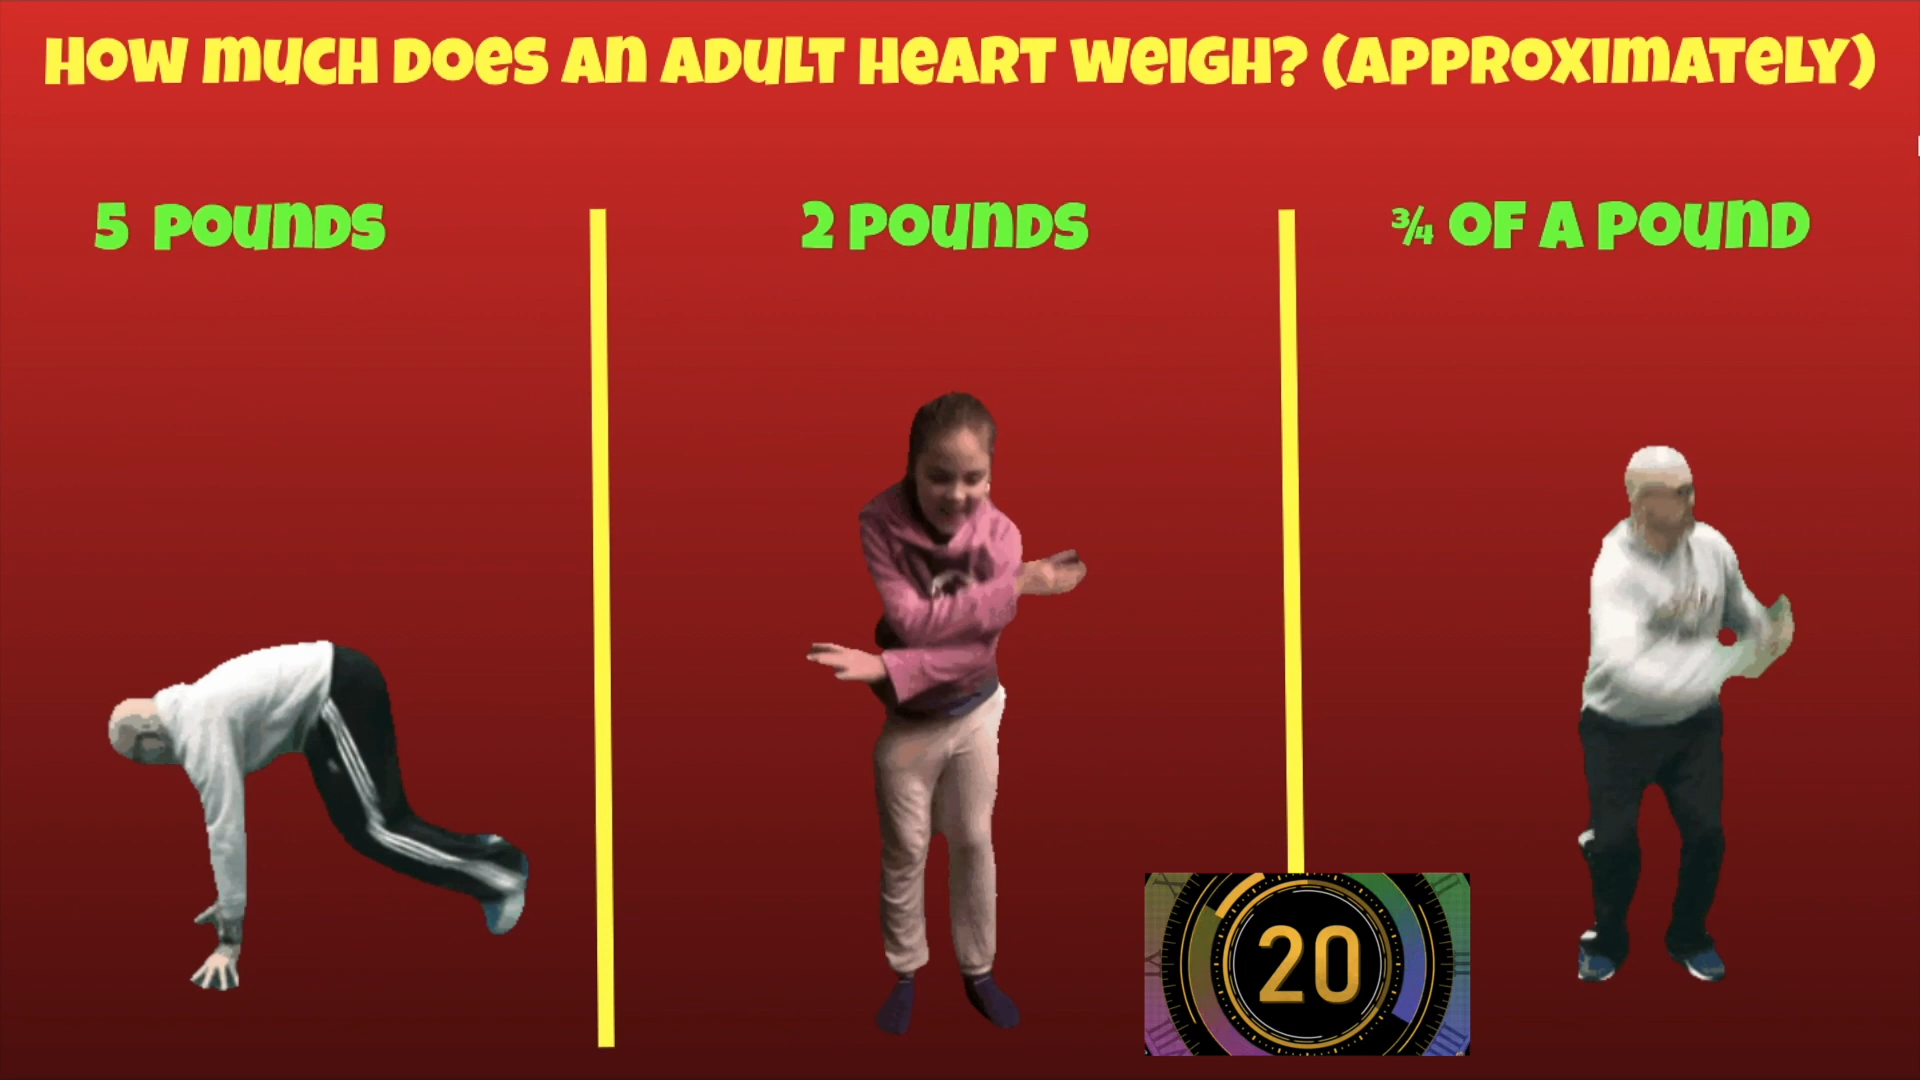 HOW MUCH DOES AN ADULT HEART WEIGH? (APPROXIMATELY)
5 POUNDS
2 POUNDS
¾ OF A POUND
20